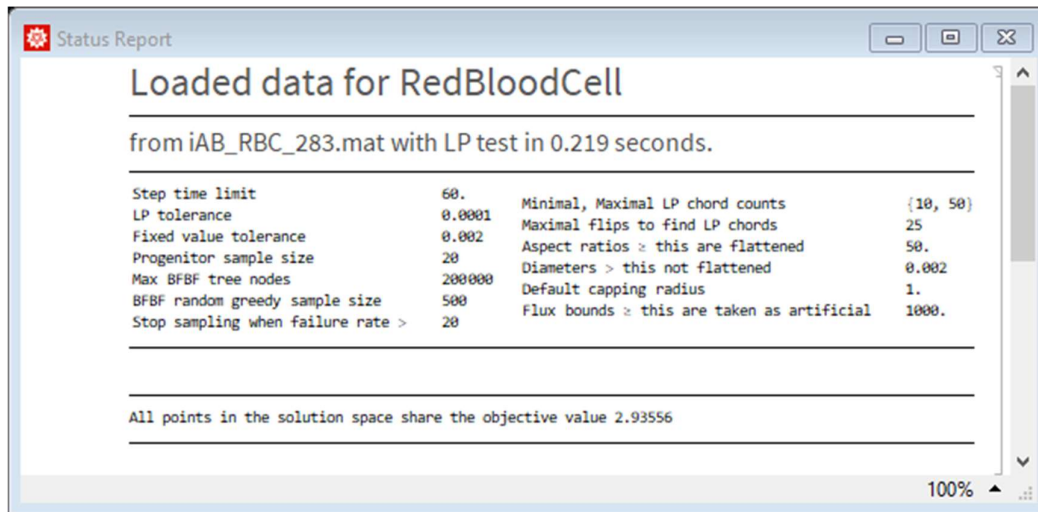 Status Report
Loaded data for RedBloodCell
from iAB_RBC_283.mat with LP test in 0.219 seconds.
Step time limit 60.
LP tolerance 0.0001
Fixed value tolerance 0.002
Progenitor sample size 20
Max BFBF tree nodes 200000
BFBF random greedy sample size 500
Stop sampling when failure rate > 20
Minimal, Maximal LP chord counts {10, 50}
Maximal flips to find LP chords 25
Aspect ratios ≥ this are flattened 50.
Diameters > this not flattened 0.002
Default capping radius 1.
Flux bounds ≥ this are taken as artificial 1000.
All points in the solution space share the objective value 2.93556
100%